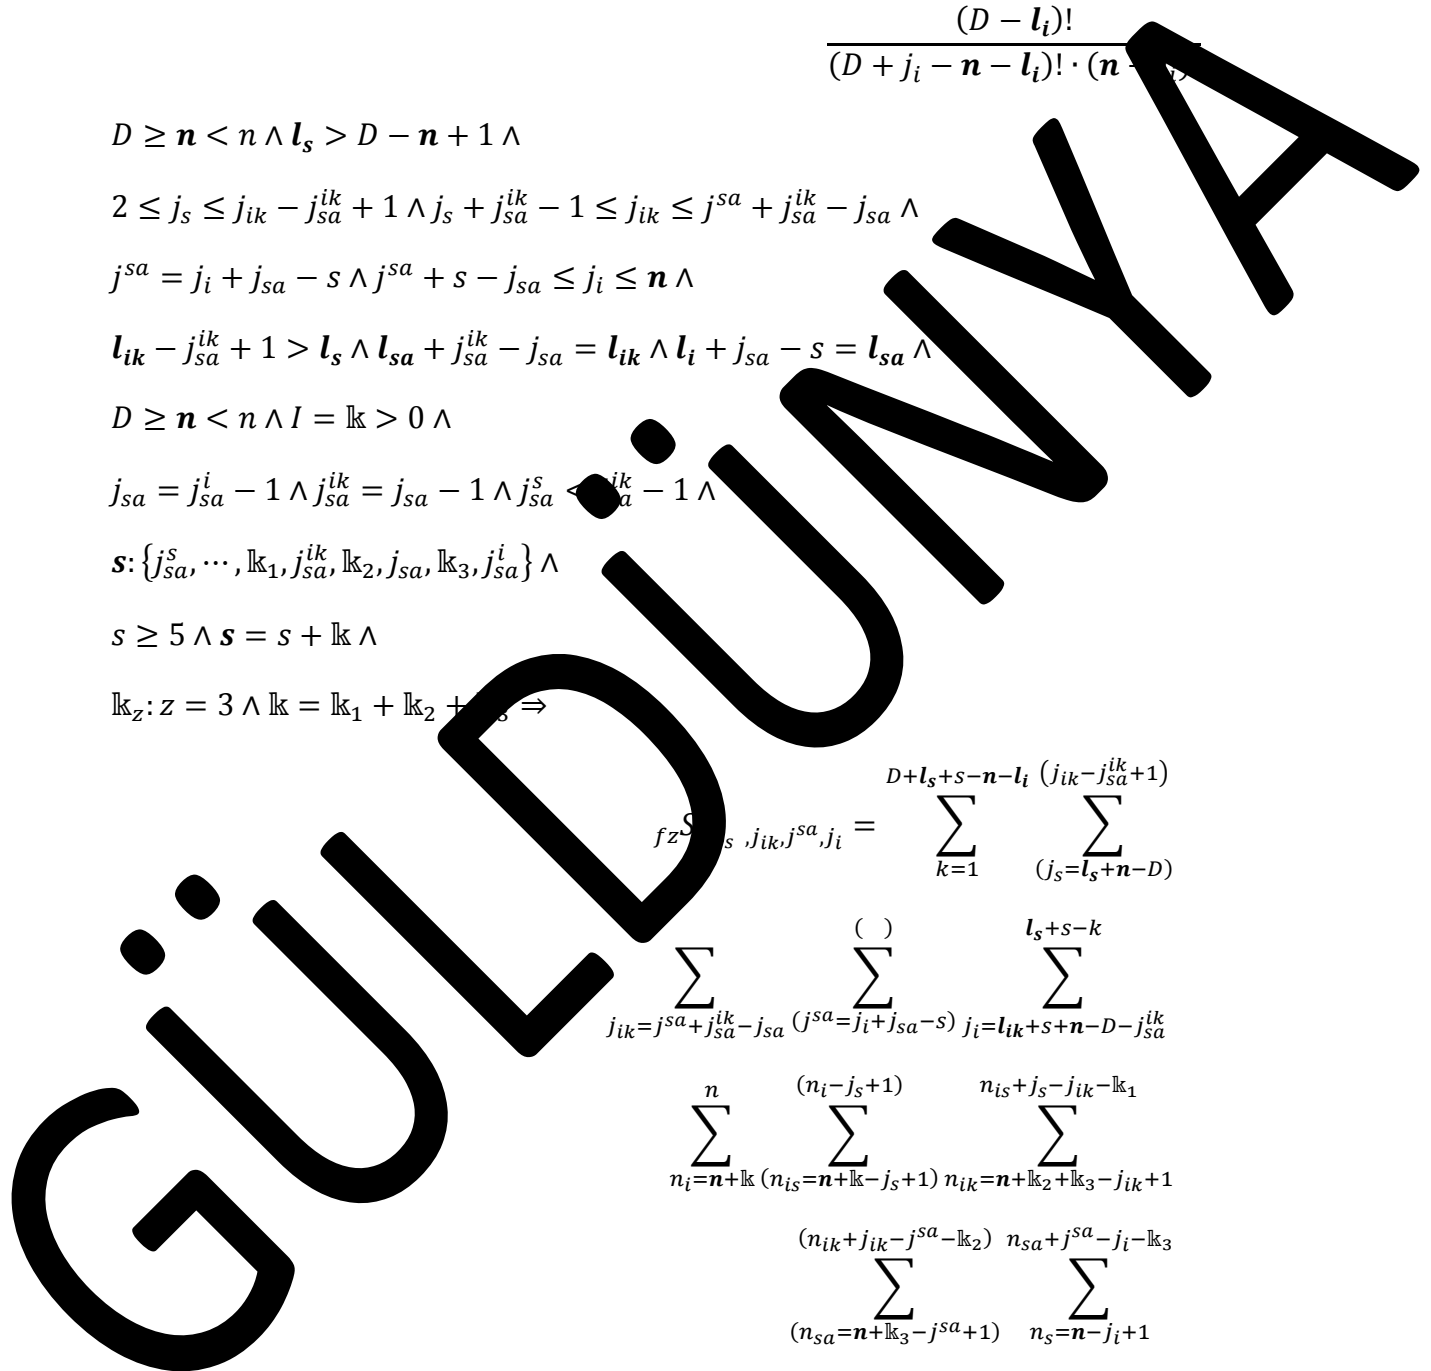 (D − l_i)!
(D + j_i − n − l_i)! · (n
D ≥ n < n ∧ l_s > D − n + 1 ∧
2 ≤ j_s ≤ j_ik − j_sa^ik + 1 ∧ j_s + j_sa^ik − 1 ≤ j_ik ≤ j^sa + j_sa^ik − j_sa ∧
j^sa = j_i + j_sa − s ∧ j^sa + s − j_sa ≤ j_i ≤ n ∧
l_ik − j_sa^ik + 1 > l_s ∧ l_sa + j_sa^ik − j_sa = l_ik ∧ l_i + j_sa − s = l_sa ∧
D ≥ n < n ∧ I = 𝕜 > 0 ∧
j_sa = j_sa^i − 1 ∧ j_sa^ik = j_sa − 1 ∧ j_sa^s − 1 ∧
s: {j_sa^s, ⋯ , 𝕜_1, j_sa^ik, 𝕜_2, j_sa, 𝕜_3, j_sa^i} ∧
s ≥ 5 ∧ s = s + 𝕜 ∧
𝕜_z: z = 3 ∧ 𝕜 = 𝕜_1 + 𝕜_2 + ⇒
D+l_s+s−n−l_i (j_ik−j_sa^ik+1)
fz S ,j_ik,j^sa,j_i = ∑ ∑
k=1 (j_s=l_s+n−D)
( ) l_s+s−k
∑ ∑ ∑
j_ik=j^sa+j_sa^ik−j_sa (j^sa=j_i+j_sa−s) j_i=l_ik+s+n−D−j_sa^ik
n (n_i−j_s+1) n_is+j_s−j_ik−𝕜_1
∑ ∑ ∑
n_i=n+𝕜 (n_is=n+𝕜−j_s+1) n_ik=n+𝕜_2+𝕜_3−j_ik+1
(n_ik+j_ik−j^sa−𝕜_2) n_sa+j^sa−j_i−𝕜_3
∑ ∑
(n_sa=n+𝕜_3−j^sa+1) n_s=n−j_i+1
GÜLDÜNYA